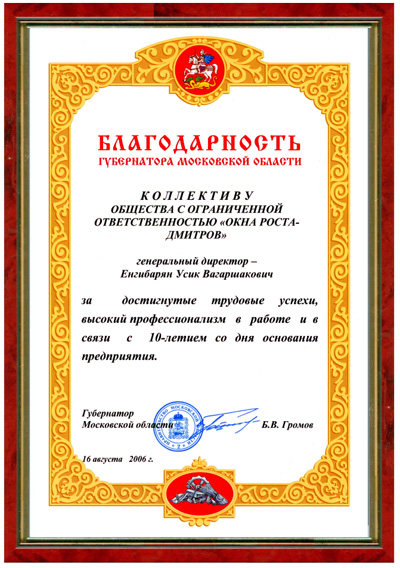 БЛАГОДАРНОСТЬ
ГУБЕРНАТОРА МОСКОВСКОЙ ОБЛАСТИ
КОЛЛЕКТИВУ
ОБЩЕСТВА С ОГРАНИЧЕННОЙ
ОТВЕТСТВЕННОСТЬЮ «ОКНА РОСТА-
ДМИТРОВ»
генеральный директор –
Енгибарян Усик Вагаршакович
за достигнутые трудовые успехи,
высокий профессионализм в работе и в
связи с 10-летием со дня основания
предприятия.
Губернатор
Московской области Б.В. Громов
16 августа 2006 г.